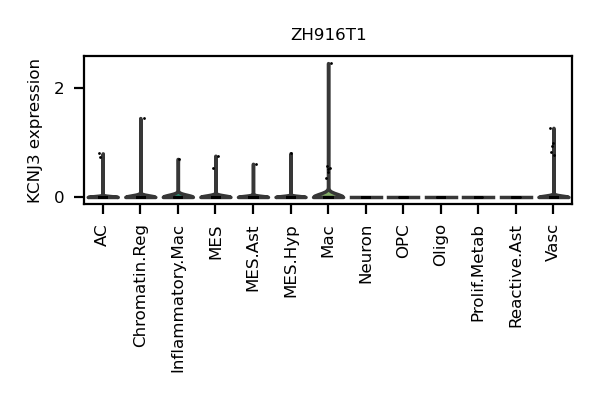 ZH916T1
KCNJ3 expression
2
0
AC
Chromatin.Reg
Inflammatory.Mac
MES
MES.Ast
MES.Hyp
Mac
Neuron
OPC
Oligo
Prolif.Metab
Reactive.Ast
Vasc